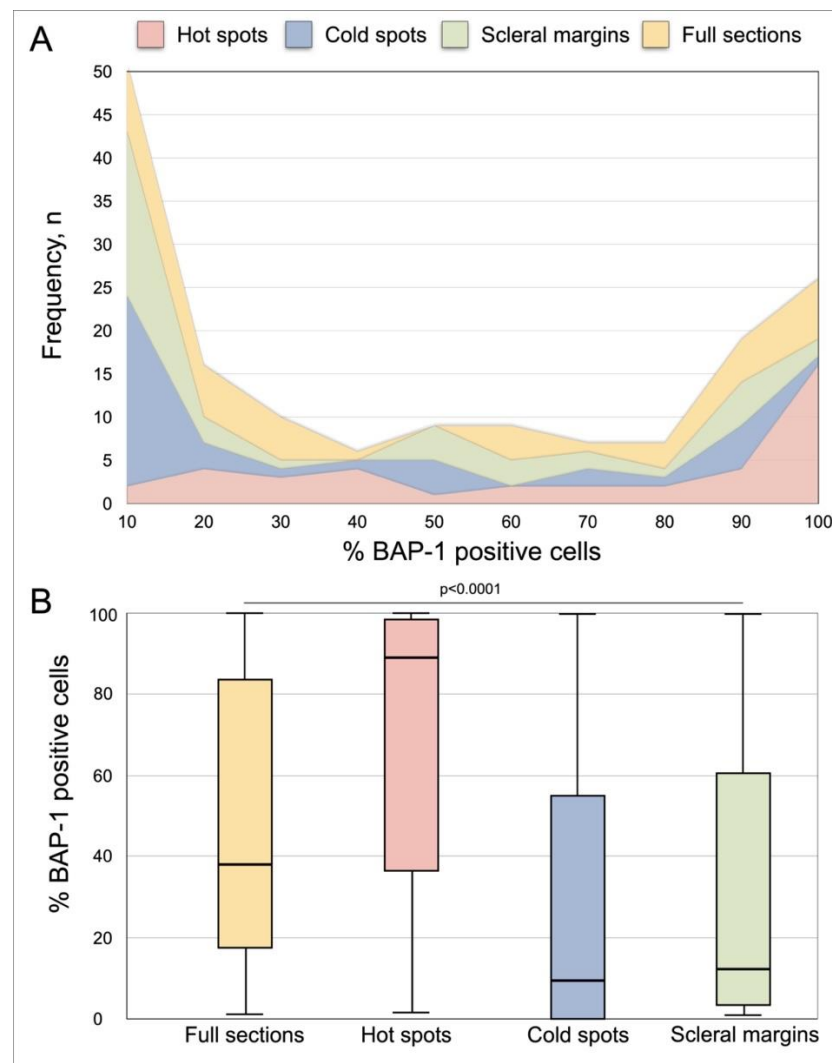 A
Hot spots Cold spots Scleral margins Full sections
Frequency, n
50
45
40
35
30
25
20
15
10
5
0
10 20 30 40 50 60 70 80 90 100
% BAP-1 positive cells
B
p<0.0001
% BAP-1 positive cells
100
80
60
40
20
0
Full sections Hot spots Cold spots Scleral margins